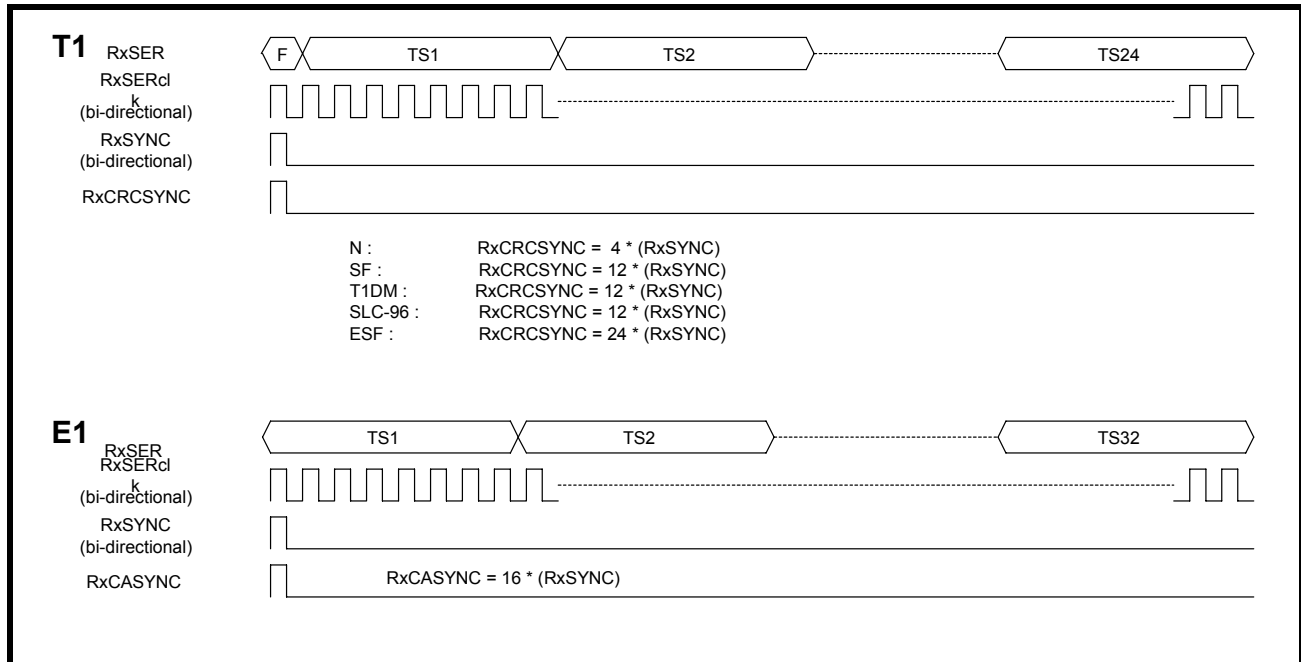 T1 RxSER F TS1 TS2 TS24
RxSERcl
k
(bi-directional)
RxSYNC
(bi-directional)
RxCRCSYNC
N : RxCRCSYNC = 4 * (RxSYNC)
SF : RxCRCSYNC = 12 * (RxSYNC)
T1DM : RxCRCSYNC = 12 * (RxSYNC)
SLC-96 : RxCRCSYNC = 12 * (RxSYNC)
ESF : RxCRCSYNC = 24 * (RxSYNC)
E1 RxSER TS1 TS2 TS32
RxSERcl
k
(bi-directional)
RxSYNC
(bi-directional)
RxCASYNC RxCASYNC = 16 * (RxSYNC)